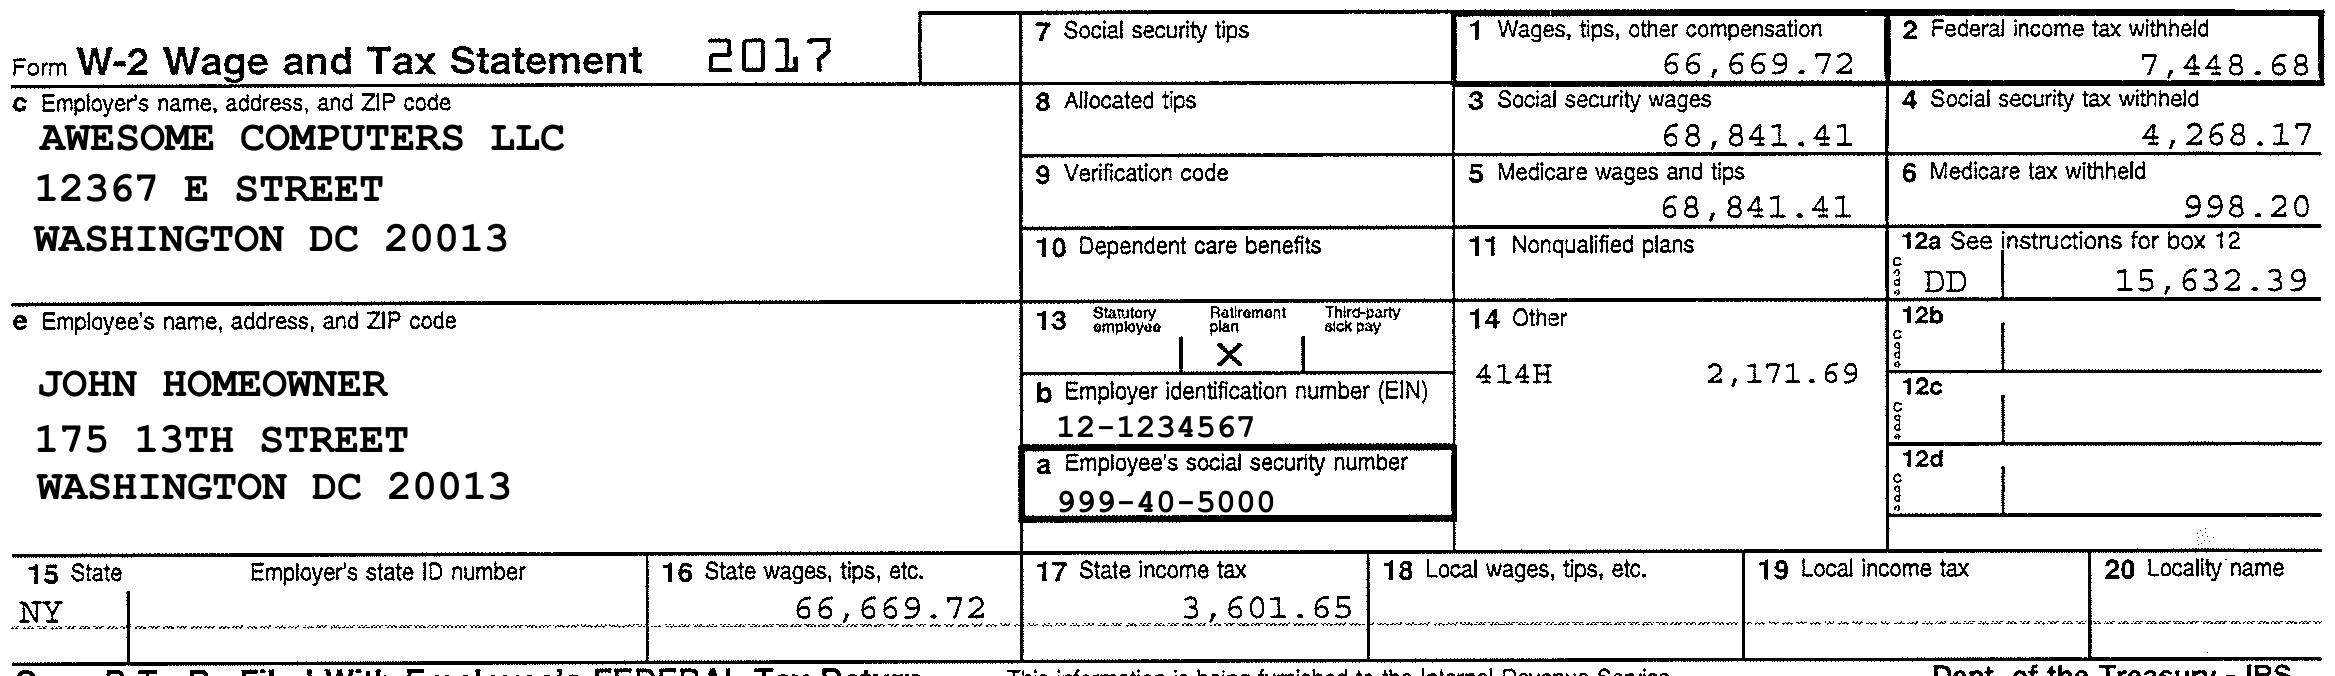 Form W-2 Wage and Tax Statement 2017
7 Social security tips
1 Wages, tips, other compensation
66,669.72
2 Federal income tax withheld
7,448.68
c Employer's name, address, and ZIP code
AWESOME COMPUTERS LLC
12367 E STREET
WASHINGTON DC 20013
8 Allocated tips
3 Social security wages
68,841.41
4 Social security tax withheld
4,268.17
9 Verification code
5 Medicare wages and tips
68,841.41
6 Medicare tax withheld
998.20
10 Dependent care benefits
11 Nonqualified plans
12a See instructions for box 12
Code
DD 15,632.39
e Employee's name, address, and ZIP code
JOHN HOMEOWNER
175 13TH STREET
WASHINGTON DC 20013
13 Statutory employee Retirement plan Third-party sick pay
X
14 Other
414H 2,171.69
12b
Code
b Employer identification number (EIN)
12-1234567
12c
Code
a Employee's social security number
999-40-5000
12d
Code
15 State Employer's state ID number
NY
16 State wages, tips, etc.
66,669.72
17 State income tax
3,601.65
18 Local wages, tips, etc.
19 Local income tax
20 Locality name
Copy B To Be Filed With Employee's FEDERAL Tax Return
This information is being furnished to the Internal Revenue Service
Dept. of the Treasury - IRS